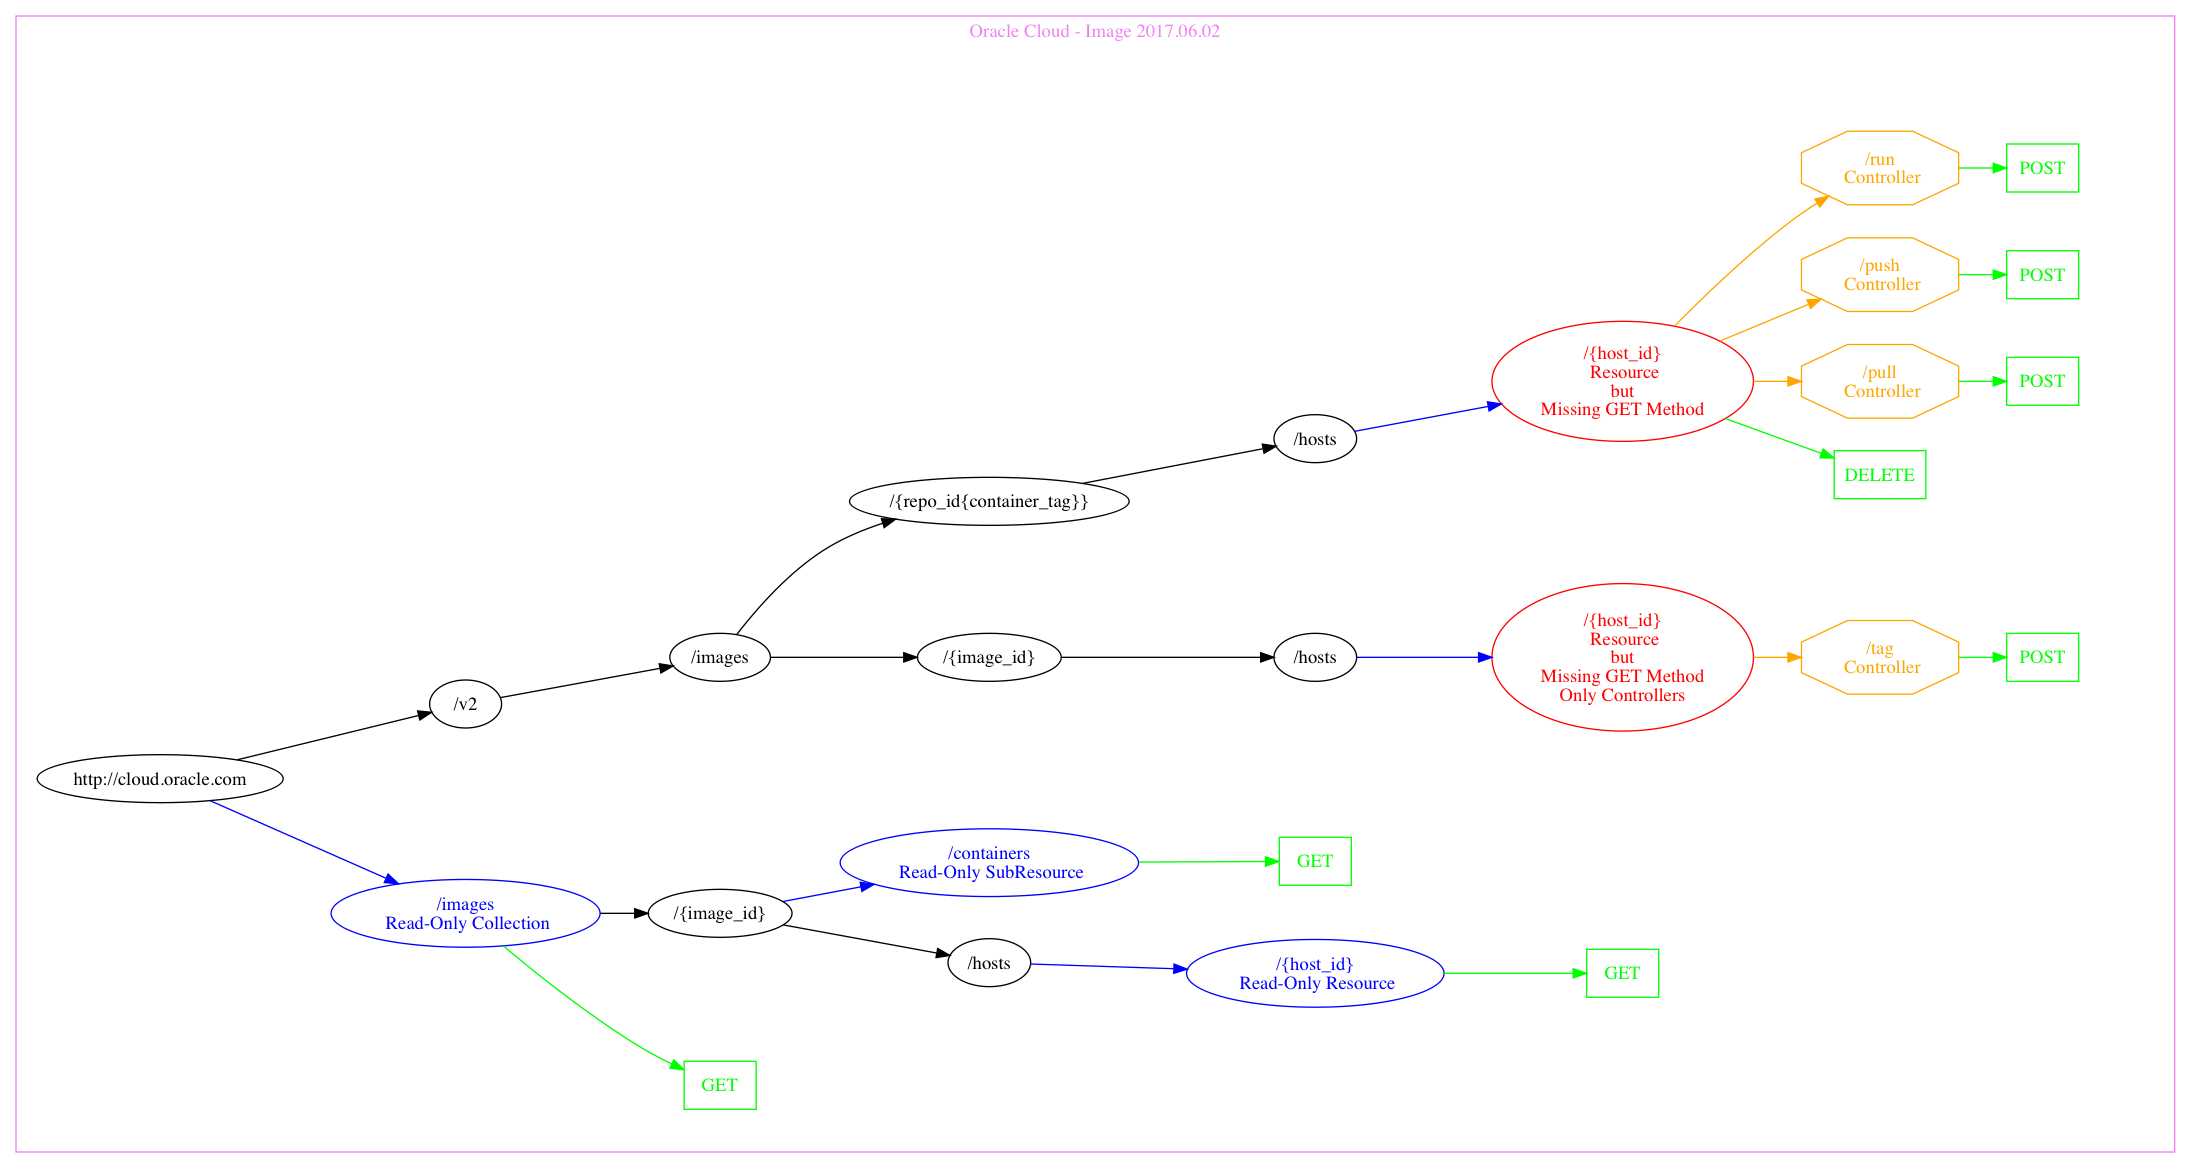 Oracle Cloud - Image 2017.06.02
/run
Controller
POST
/push
Controller
POST
/{host_id}
Resource
but
Missing GET Method
/pull
Controller
POST
/hosts
DELETE
/{repo_id{container_tag}}
/{host_id}
Resource
but
Missing GET Method
Only Controllers
/images
/{image_id}
/hosts
/tag
Controller
POST
/v2
http://cloud.oracle.com
/containers
Read-Only SubResource
GET
/images
Read-Only Collection
/{image_id}
/hosts
/{host_id}
Read-Only Resource
GET
GET